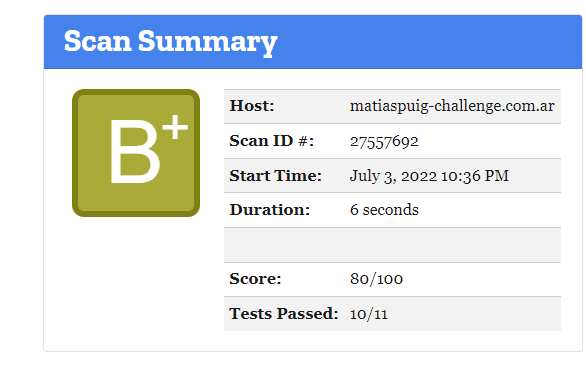 Scan Summary
B+
Host: matiaspuig-challenge.com.ar
Scan ID #: 27557692
Start Time: July 3, 2022 10:36 PM
Duration: 6 seconds
Score: 80/100
Tests Passed: 10/11